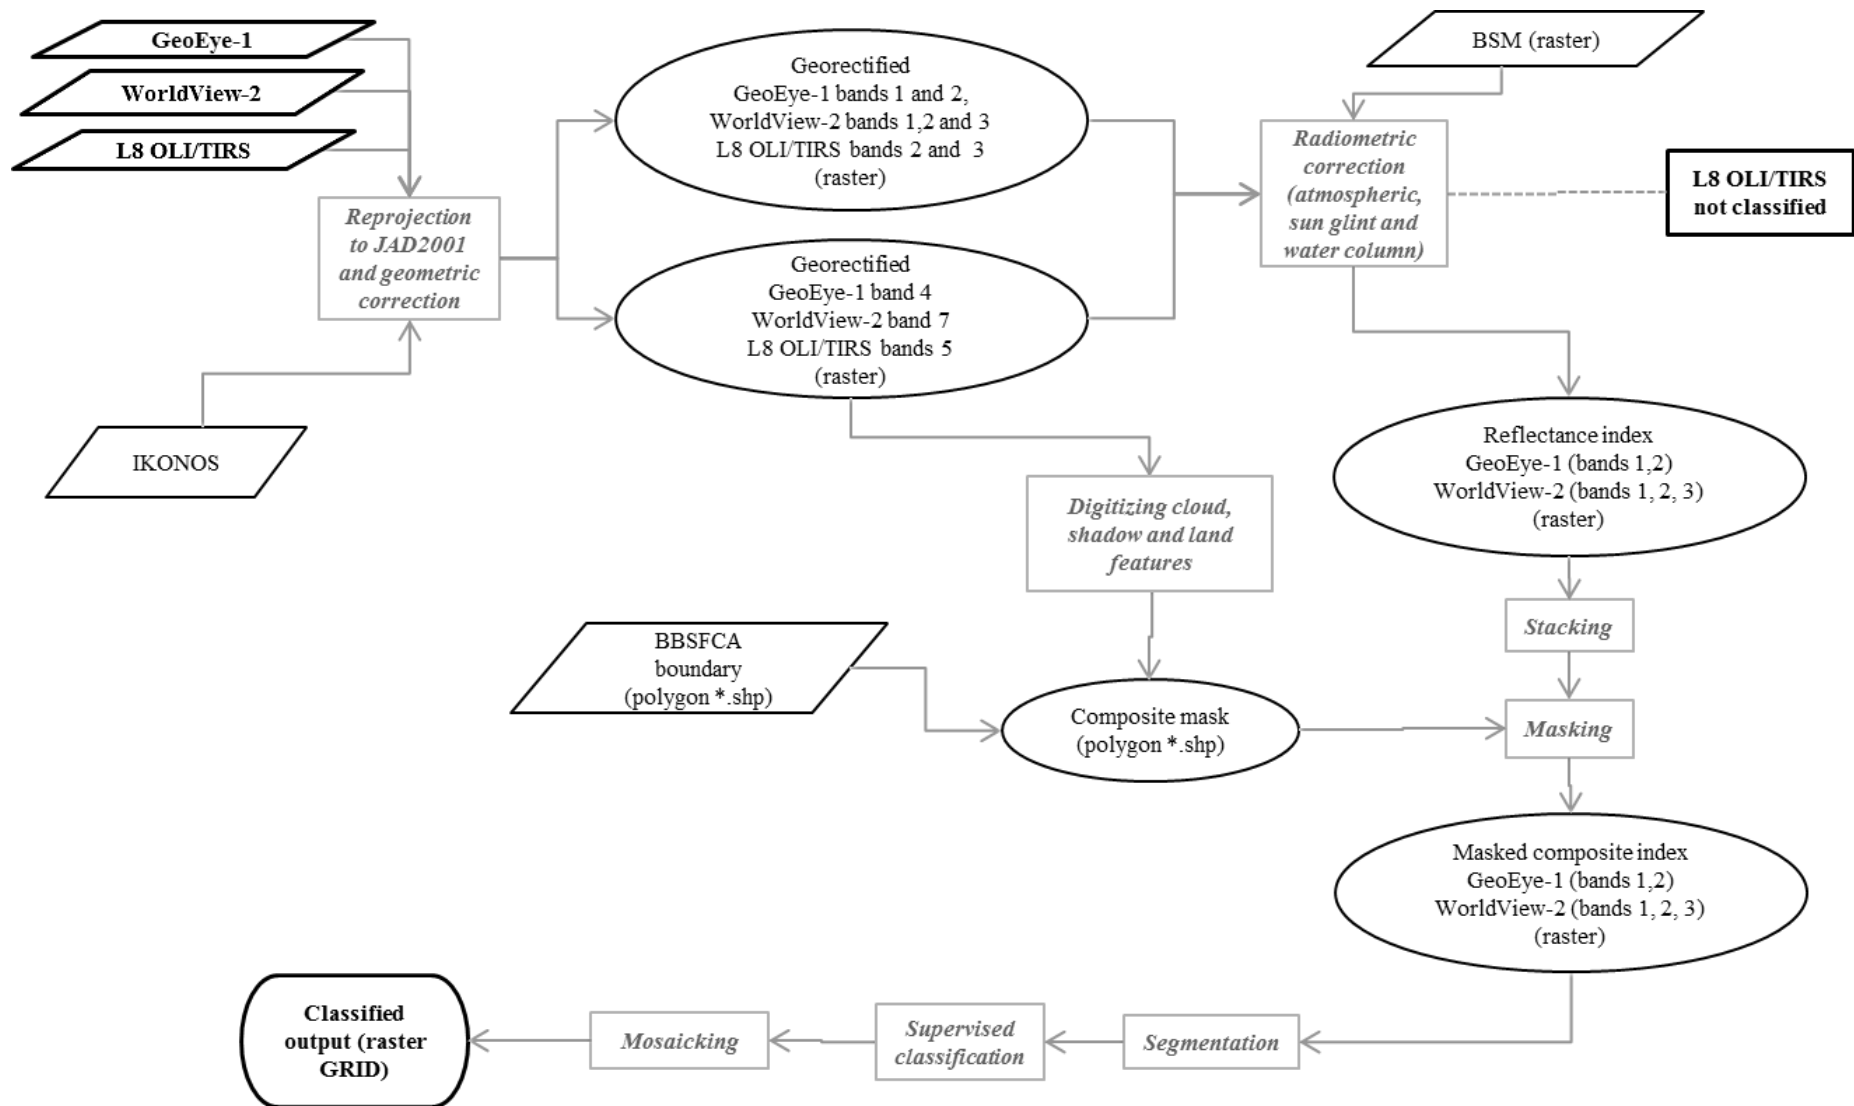 GeoEye-1
WorldView-2
L8 OLI/TIRS
Reprojection
to JAD2001
and geometric
correction
IKONOS
Georectified
GeoEye-1 bands 1 and 2,
WorldView-2 bands 1,2 and 3
L8 OLI/TIRS bands 2 and 3
(raster)
Georectified
GeoEye-1 band 4
WorldView-2 band 7
L8 OLI/TIRS bands 5
(raster)
BSM (raster)
Radiometric
correction
(atmospheric,
sun glint and
water column)
L8 OLI/TIRS
not classified
Reflectance index
GeoEye-1 (bands 1,2)
WorldView-2 (bands 1, 2, 3)
(raster)
Digitizing cloud,
shadow and land
features
Stacking
BBSFCA
boundary
(polygon *.shp)
Composite mask
(polygon *.shp)
Masking
Masked composite index
GeoEye-1 (bands 1,2)
WorldView-2 (bands 1, 2, 3)
(raster)
Segmentation
Supervised
classification
Mosaicking
Classified
output (raster
GRID)